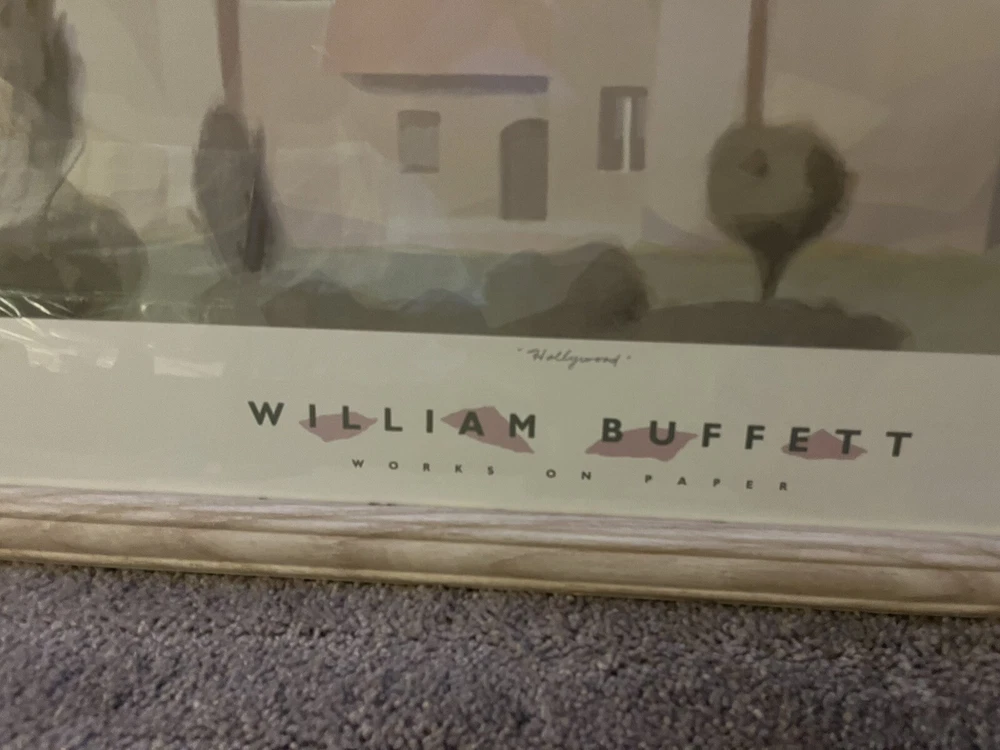 "Hollywood"
WILLIAM BUFFETT
WORKS ON PAPER